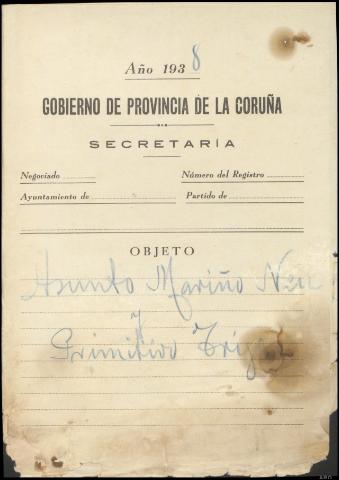 Año 1938
GOBIERNO DE PROVINCIA DE LA CORUÑA
SECRETARÍA
Negociado Número del Registro
Ayuntamiento de Partido de
OBJETO
Asunto Mariño Neu
y
Primitivo